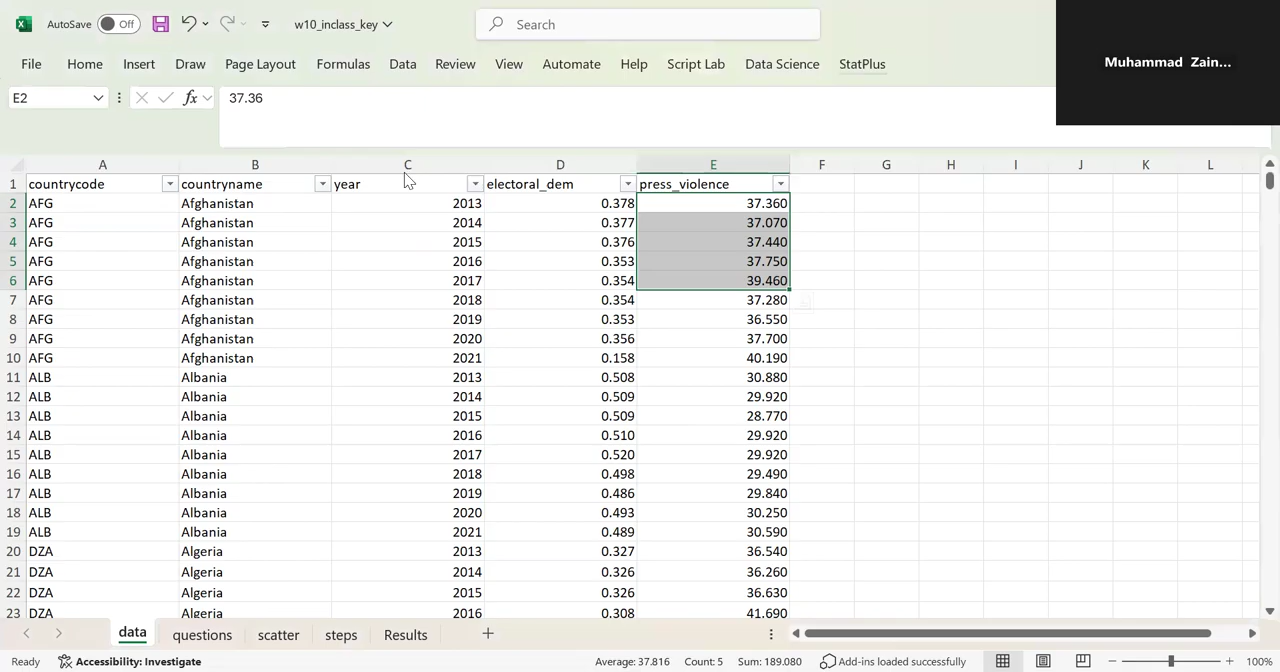 AutoSave Off w10_inclass_key Search
Muhammad Zain...
File Home Insert Draw Page Layout Formulas Data Review View Automate Help Script Lab Data Science StatPlus
E2 fx 37.36
A B C D E F G H I J K L
1 countrycode countryname year electoral_dem press_violence
2 AFG Afghanistan 2013 0.378 37.360
3 AFG Afghanistan 2014 0.377 37.070
4 AFG Afghanistan 2015 0.376 37.440
5 AFG Afghanistan 2016 0.353 37.750
6 AFG Afghanistan 2017 0.354 39.460
7 AFG Afghanistan 2018 0.354 37.280
8 AFG Afghanistan 2019 0.353 36.550
9 AFG Afghanistan 2020 0.356 37.700
10 AFG Afghanistan 2021 0.158 40.190
11 ALB Albania 2013 0.508 30.880
12 ALB Albania 2014 0.509 29.920
13 ALB Albania 2015 0.509 28.770
14 ALB Albania 2016 0.510 29.920
15 ALB Albania 2017 0.520 29.920
16 ALB Albania 2018 0.498 29.490
17 ALB Albania 2019 0.486 29.840
18 ALB Albania 2020 0.493 30.250
19 ALB Albania 2021 0.489 30.590
20 DZA Algeria 2013 0.327 36.540
21 DZA Algeria 2014 0.326 36.260
22 DZA Algeria 2015 0.326 36.630
23 DZA Algeria 2016 0.308 41.690
data questions scatter steps Results
Ready Accessibility: Investigate Average: 37.816 Count: 5 Sum: 189.080 Add-ins loaded successfully 100%